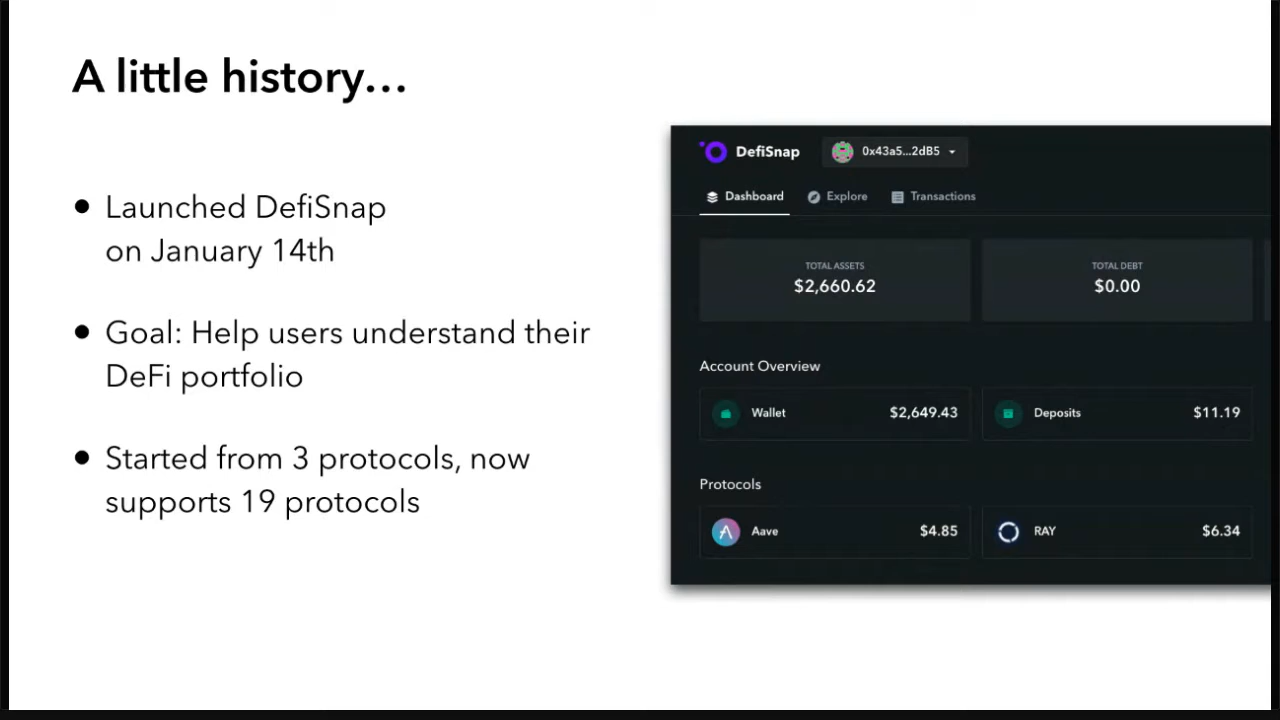 A little history...
• Launched DefiSnap
on January 14th
• Goal: Help users understand their
DeFi portfolio
• Started from 3 protocols, now
supports 19 protocols
DefiSnap 0x43a5...2dB5
Dashboard Explore Transactions
TOTAL ASSETS TOTAL DEBT
$2,660.62 $0.00
Account Overview
Wallet $2,649.43 Deposits $11.19
Protocols
Aave $4.85 RAY $6.34